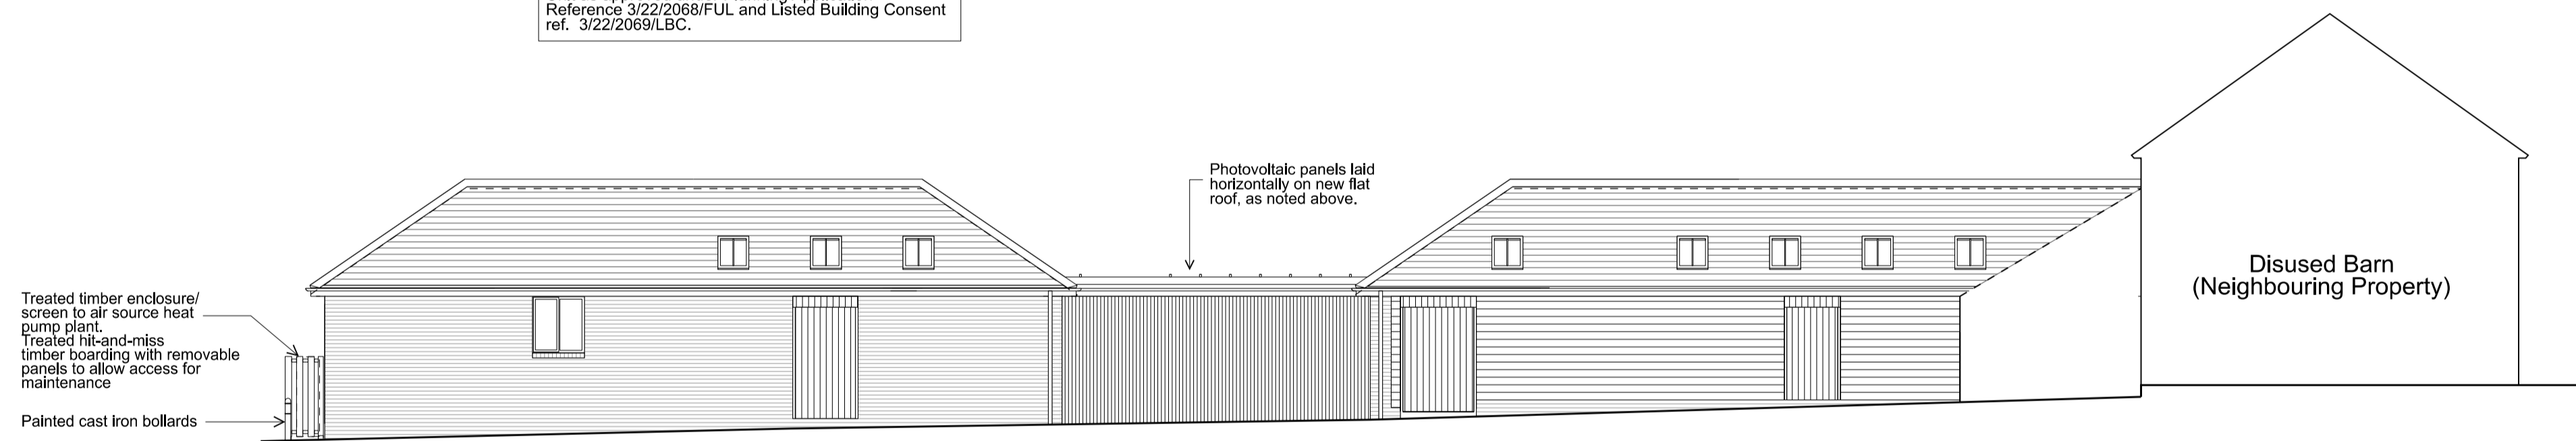 Reference 3/22/2068/FUL and Listed Building Consent
ref. 3/22/2069/LBC.
Photovoltaic panels laid
horizontally on new flat
roof, as noted above.
Disused Barn
(Neighbouring Property)
Treated timber enclosure/
screen to air source heat
pump plant.
Treated hit-and-miss
timber boarding with removable
panels to allow access for
maintenance
Painted cast iron bollards